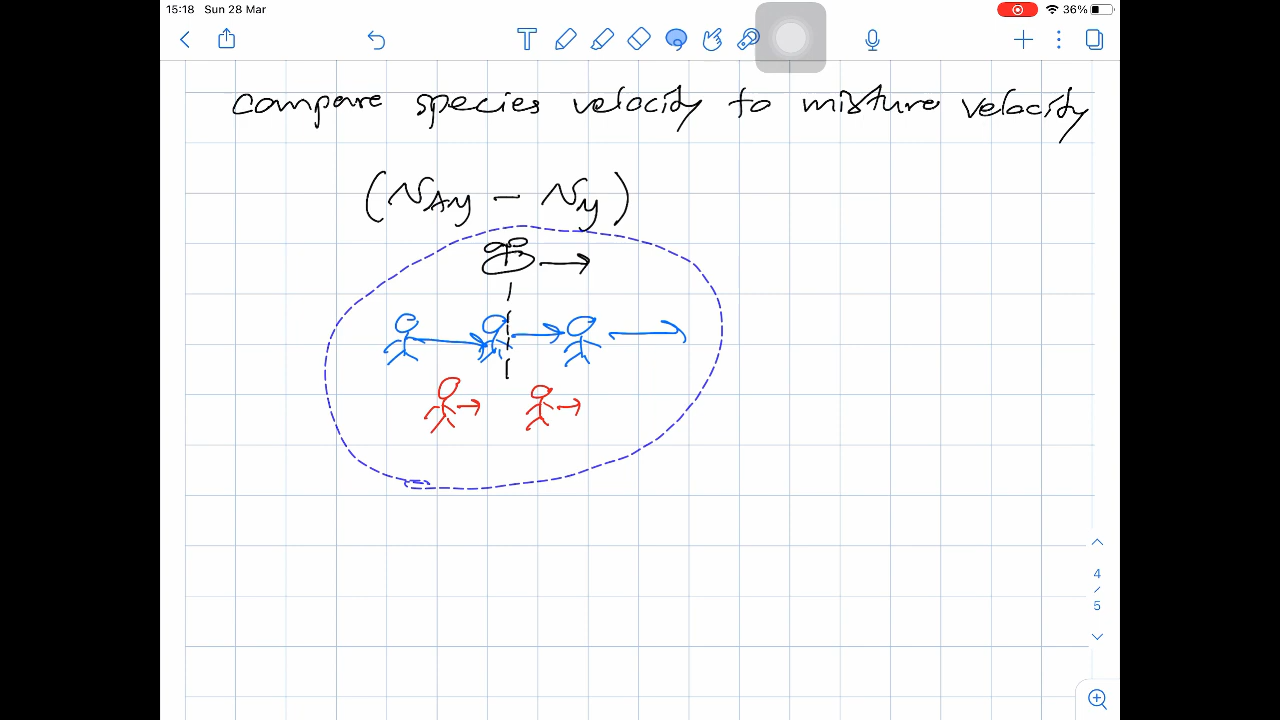 15:18 Sun 28 Mar
36%
T
compare species velocity to mixture velocity
(v_Ay - v_y)
4
/
5